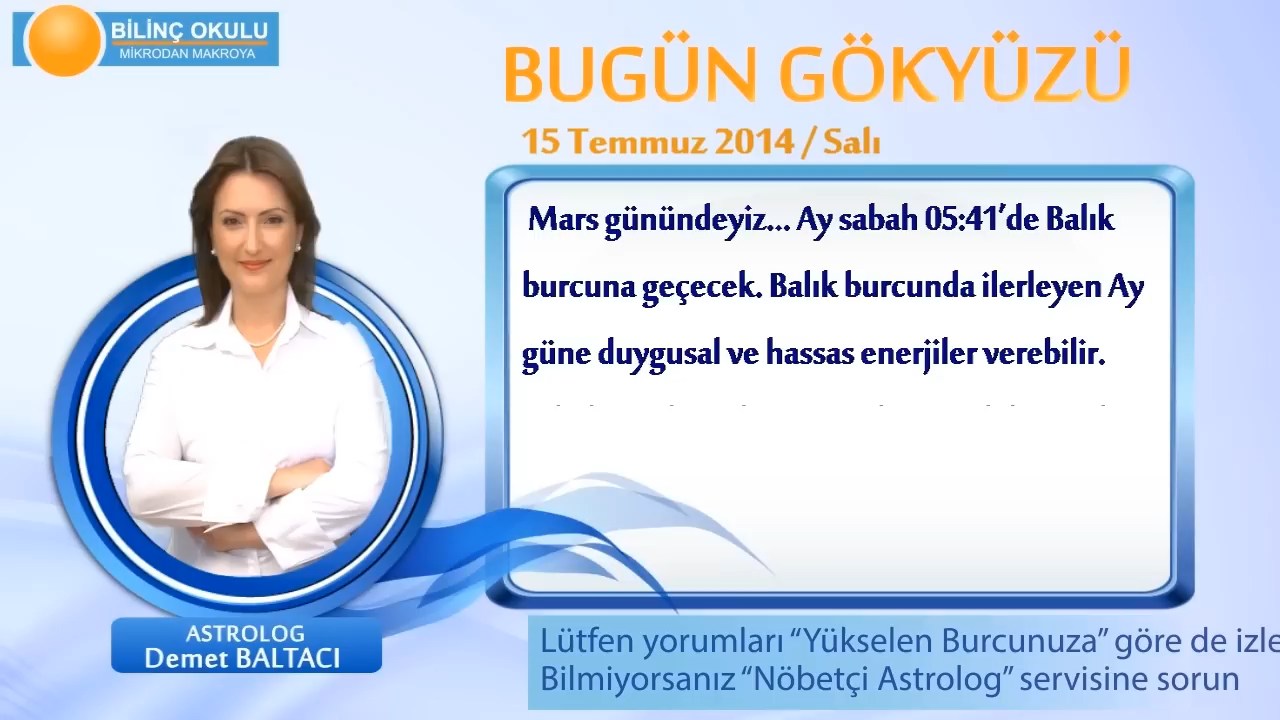 BİLİNÇ OKULU
MİKRODAN MAKROYA
BUGÜN GÖKYÜZÜ
15 Temmuz 2014 / Salı
Mars günündeyiz... Ay sabah 05:41'de Balık
burcuna geçecek. Balık burcunda ilerleyen Ay
güne duygusal ve hassas enerjiler verebilir.
ASTROLOG
Demet BALTACI
Lütfen yorumları “Yükselen Burcunuza” göre de izle
Bilmiyorsanız “Nöbetçi Astrolog” servisine sorun